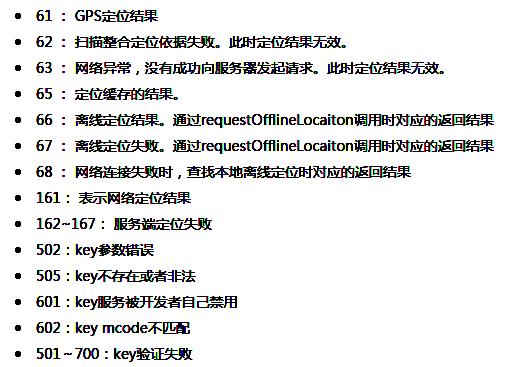 61 ： GPS定位结果
62 ： 扫描整合定位依据失败。此时定位结果无效。
63 ： 网络异常，没有成功向服务器发起请求。此时定位结果无效。
65 ： 定位缓存的结果。
66 ： 离线定位结果。通过requestOfflineLocaiton调用时对应的返回结果
67 ： 离线定位失败。通过requestOfflineLocaiton调用时对应的返回结果
68 ： 网络连接失败时，查找本地离线定位时对应的返回结果
161： 表示网络定位结果
162~167： 服务端定位失败
502：key参数错误
505：key不存在或者非法
601：key服务被开发者自己禁用
602：key mcode不匹配
501～700：key验证失败